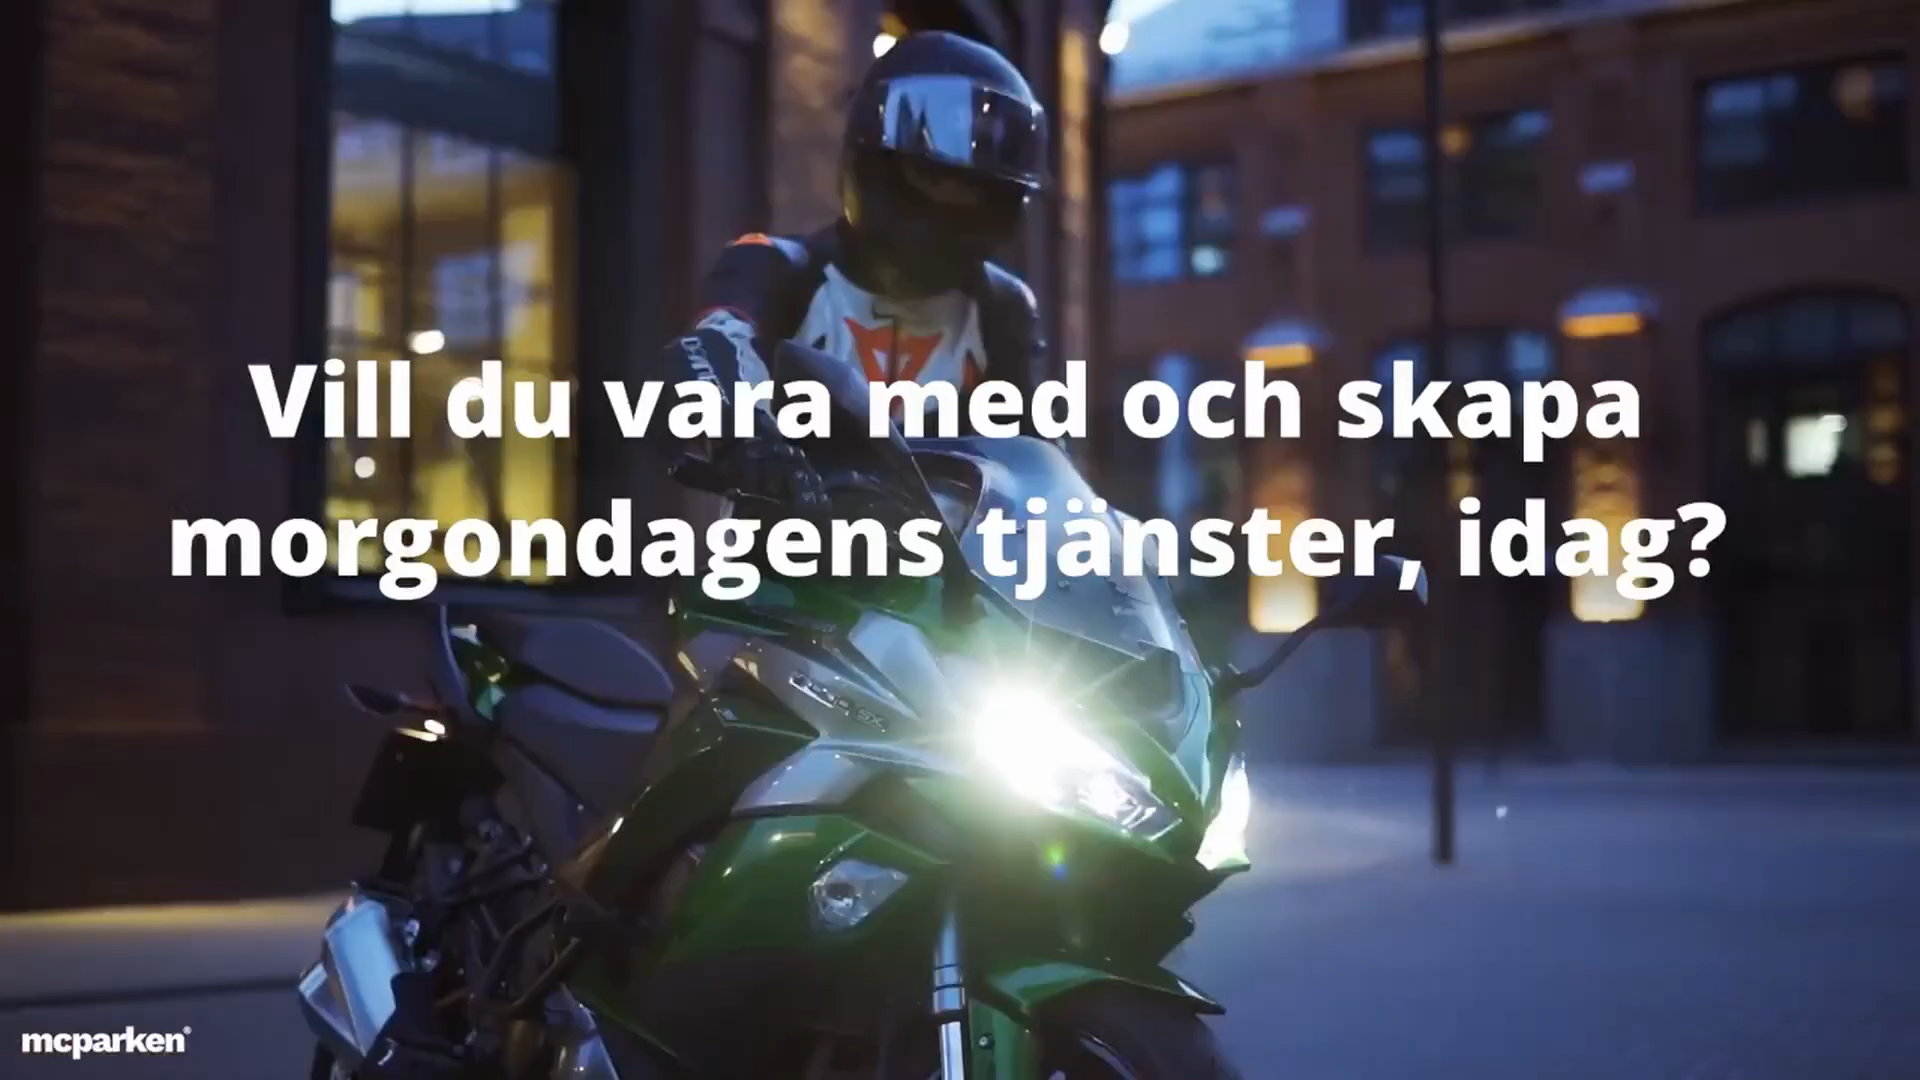 Vill du vara med och skapa
morgondagens tjänster, idag?
mcparken®